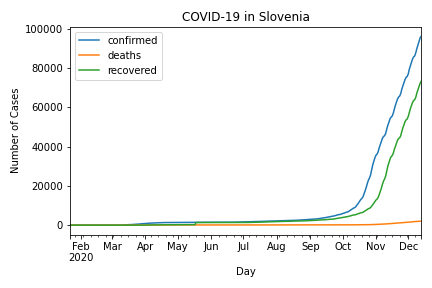 COVID-19 in Slovenia
100000
80000
60000
40000
20000
0
Number of Cases
confirmed
deaths
recovered
Feb Mar Apr May Jun Jul Aug Sep Oct Nov Dec
2020
Day